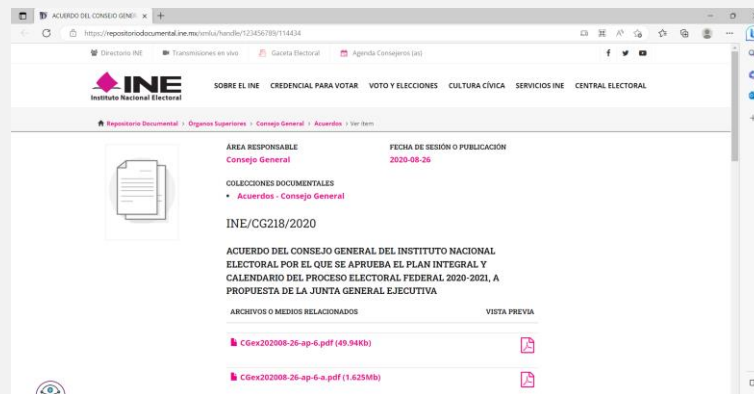 ACUERDO DEL CONSEJO GENER
https://repositoriodocumental.ine.mx/xmlui/handle/123456789/114434
Directorio INE Transmisiones en vivo Gaceta Electoral Agenda Consejeros (as)
INE
Instituto Nacional Electoral
SOBRE EL INE CREDENCIAL PARA VOTAR VOTO Y ELECCIONES CULTURA CÍVICA SERVICIOS INE CENTRAL ELECTORAL
Repositorio Documental > Órganos Superiores > Consejo General > Acuerdos > Ver ítem
ÁREA RESPONSABLE FECHA DE SESIÓN O PUBLICACIÓN
Consejo General 2020-08-26
COLECCIONES DOCUMENTALES
• Acuerdos - Consejo General
INE/CG218/2020
ACUERDO DEL CONSEJO GENERAL DEL INSTITUTO NACIONAL
ELECTORAL POR EL QUE SE APRUEBA EL PLAN INTEGRAL Y
CALENDARIO DEL PROCESO ELECTORAL FEDERAL 2020-2021, A
PROPUESTA DE LA JUNTA GENERAL EJECUTIVA
ARCHIVOS O MEDIOS RELACIONADOS VISTA PREVIA
CGex202008-26-ap-6.pdf (49.94Kb)
CGex202008-26-ap-6-a.pdf (1.625Mb)